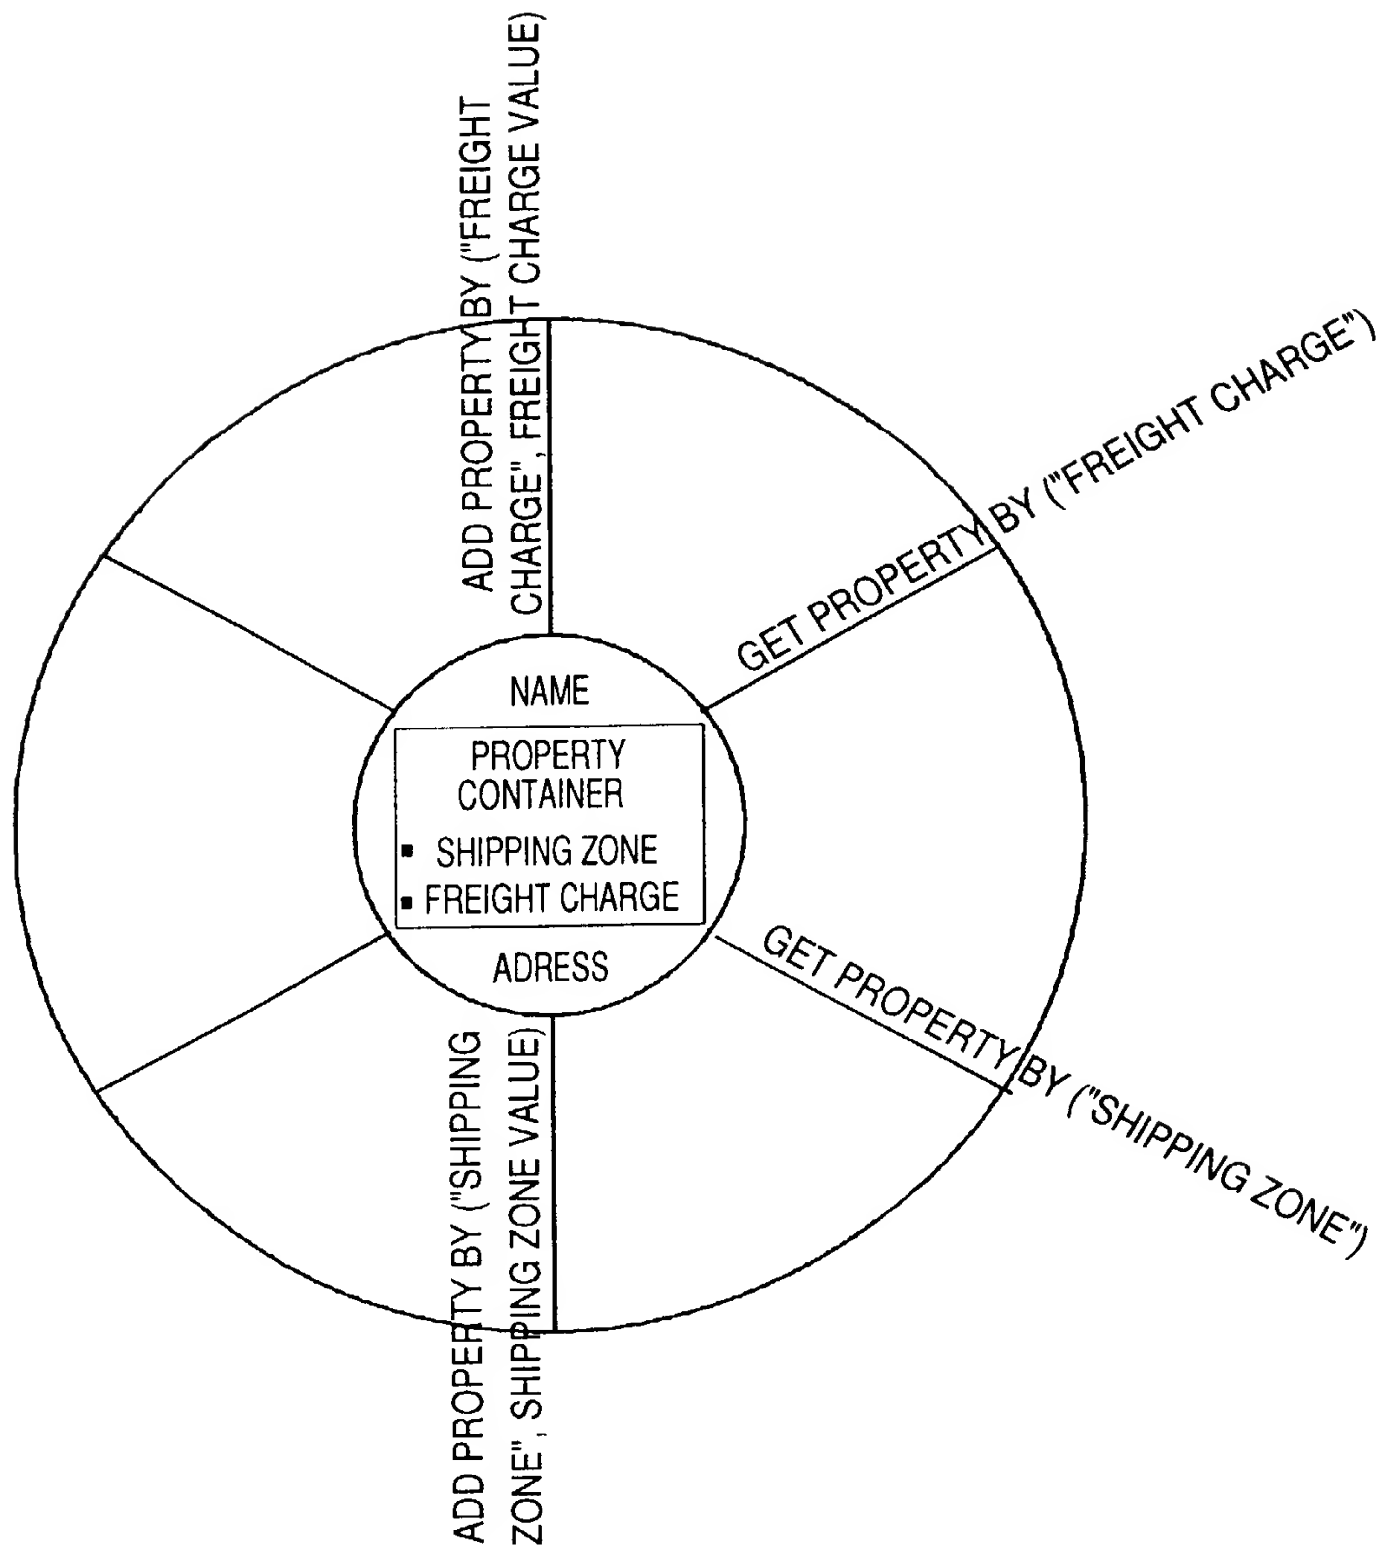 ADD PROPERTY BY ("FREIGHT
CHARGE", FREIGHT CHARGE VALUE)
GET PROPERTY BY ("FREIGHT CHARGE")
NAME
PROPERTY
CONTAINER
▪ SHIPPING ZONE
▪ FREIGHT CHARGE
ADRESS
GET PROPERTY BY ("SHIPPING ZONE")
ADD PROPERTY BY ("SHIPPING
ZONE", SHIPPING ZONE VALUE)